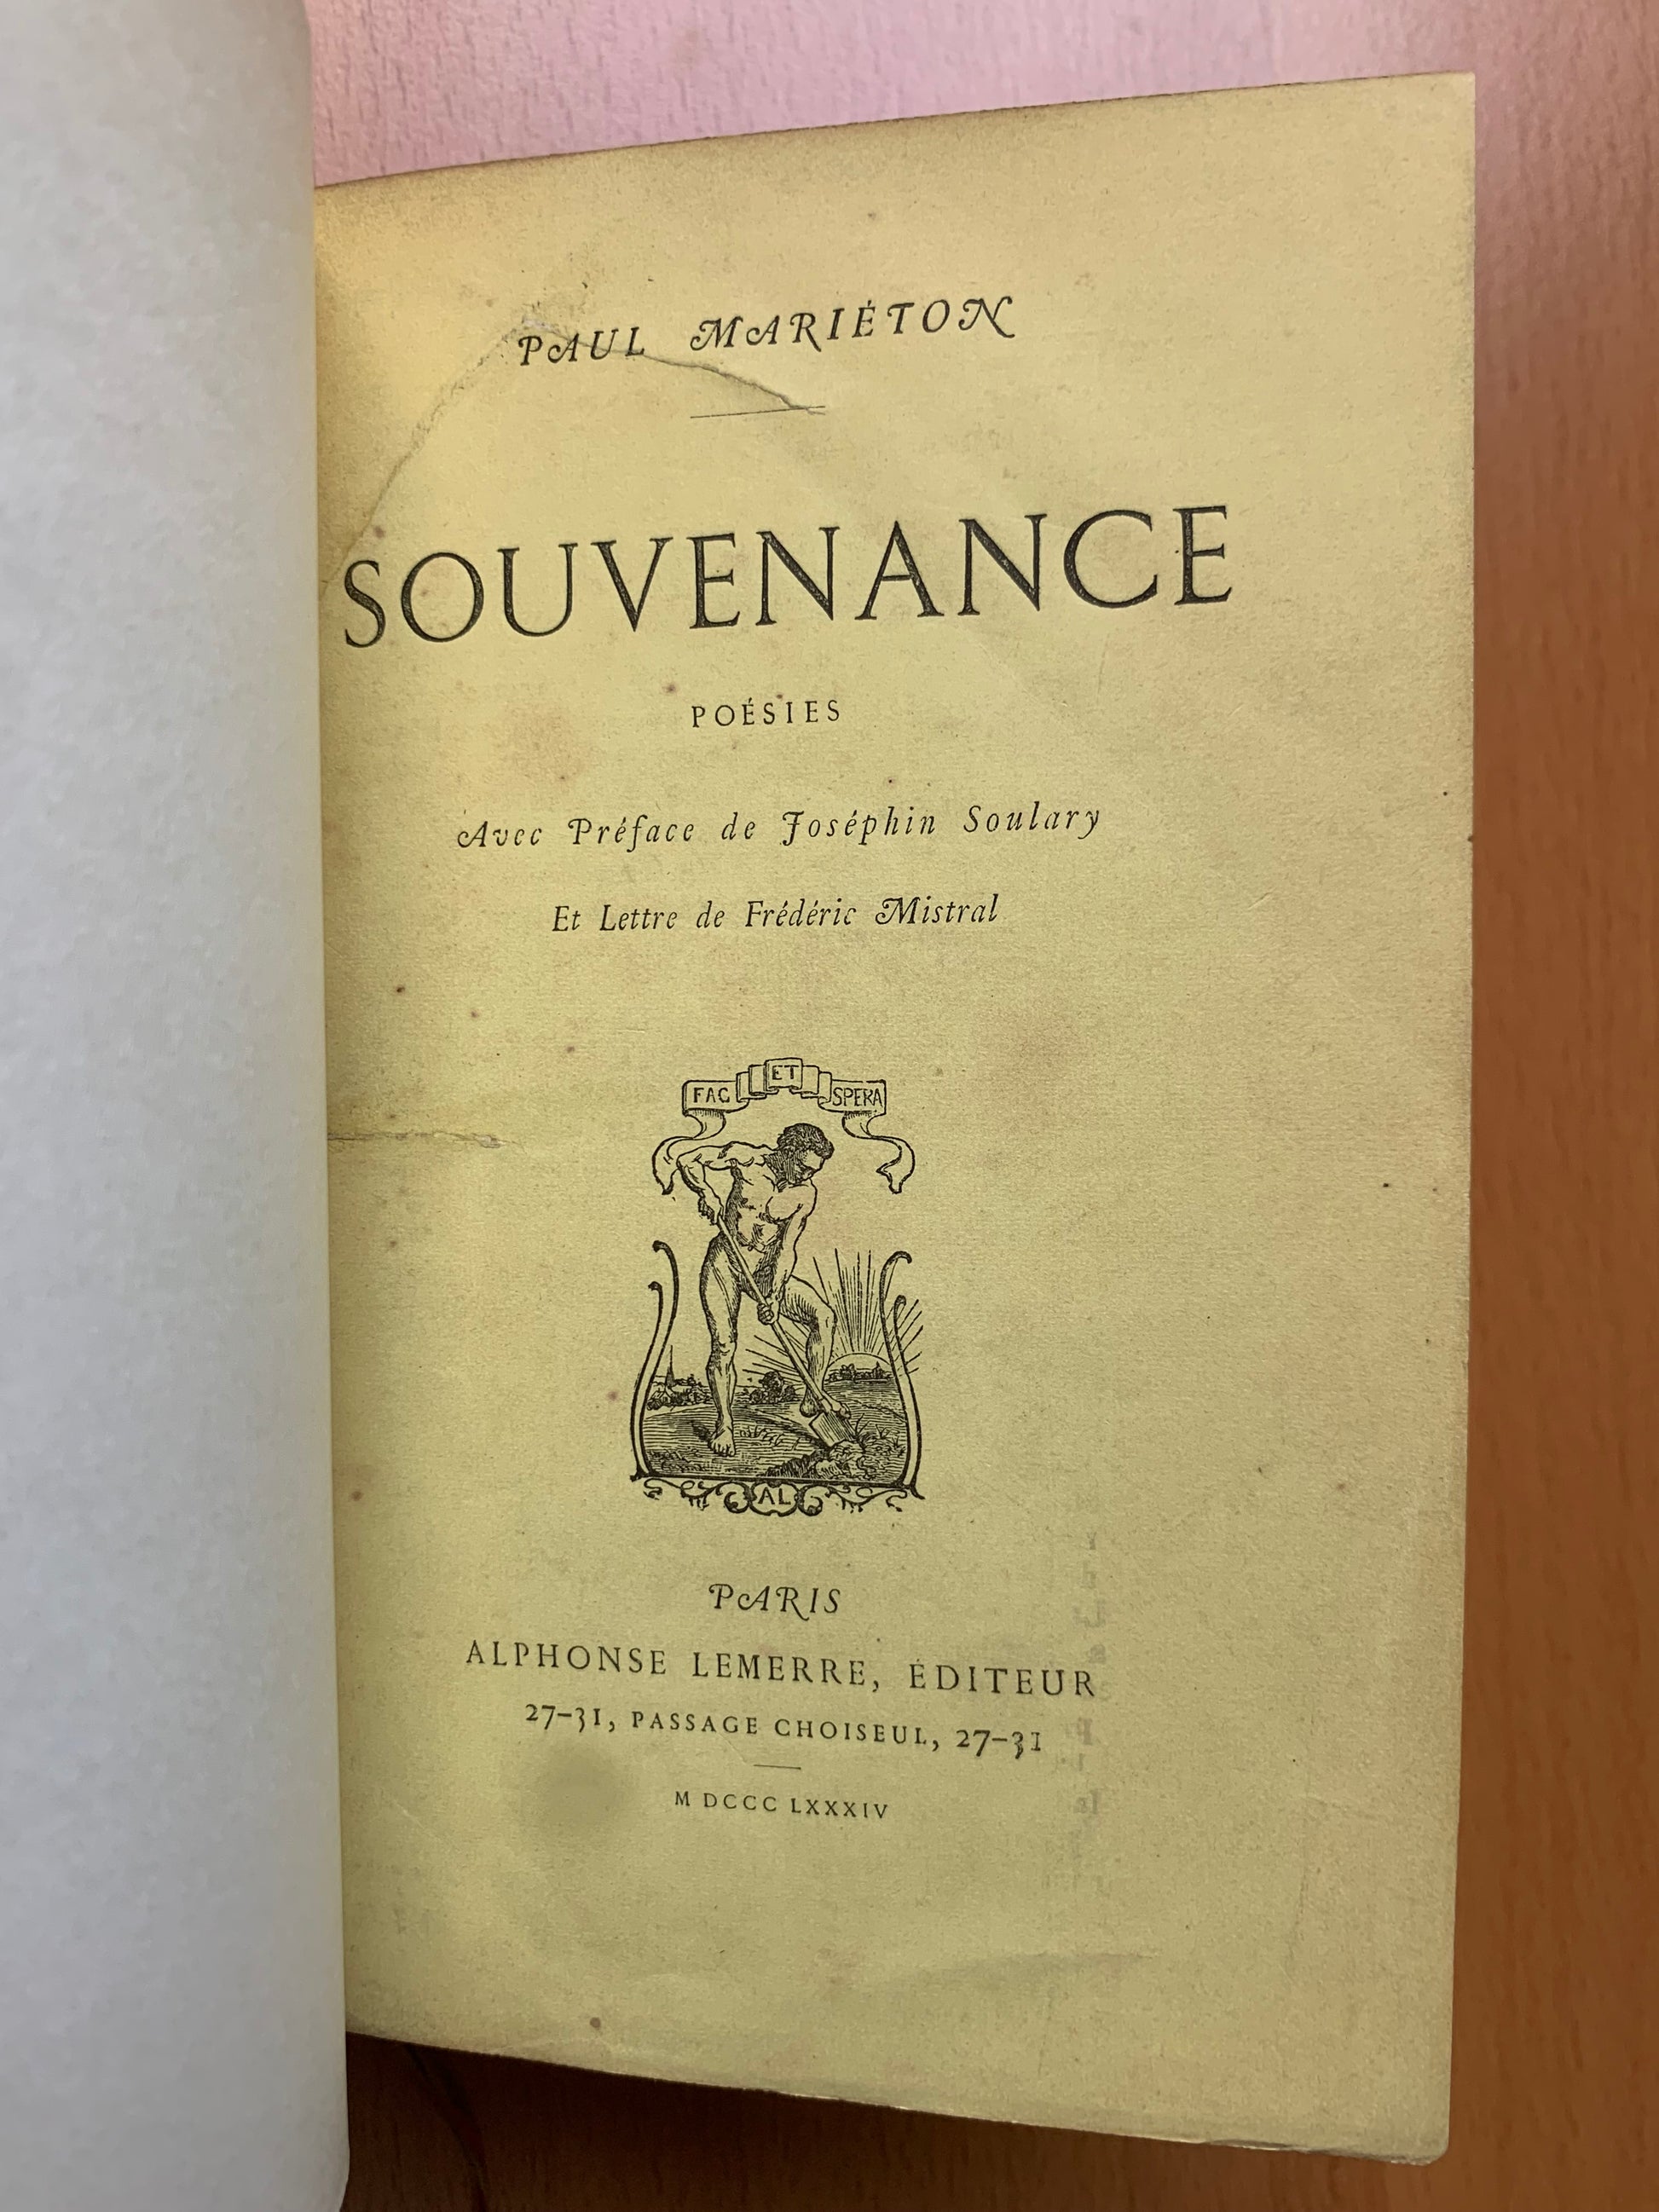 PAUL MARIÉTON
SOUVENANCE
POÉSIES
Avec Préface de Joséphin Soulary
Et Lettre de Frédéric Mistral
FAC ET SPERA
AL
PARIS
ALPHONSE LEMERRE, ÉDITEUR
27-31, PASSAGE CHOISEUL, 27-31
M DCCC LXXXIV